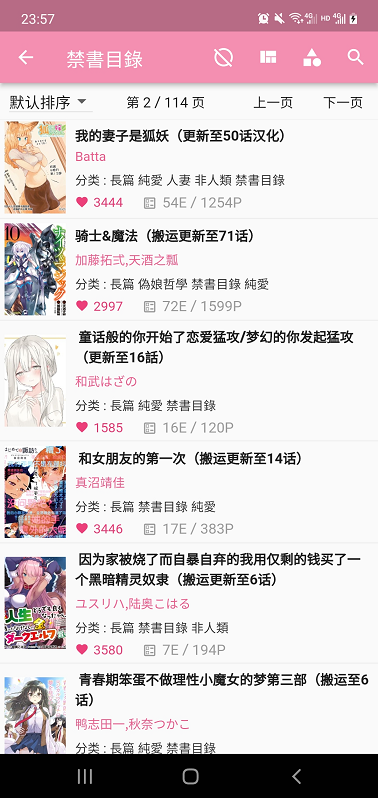 23:57
4G HD 4G
禁書目錄
默认排序 第 2 / 114 页 上一页 下一页
我的妻子是狐妖（更新至50话汉化）
Batta
分类 : 長篇 純愛 人妻 非人類 禁書目錄
3444 54E / 1254P
骑士&魔法（搬运更新至71话）
加藤拓弎,天酒之瓢
分类 : 長篇 偽娘哲學 禁書目錄 純愛
2997 72E / 1599P
童话般的你开始了恋爱猛攻/梦幻的你发起猛攻
（更新至16話）
和武はざの
分类 : 長篇 純愛 禁書目錄
1585 16E / 120P
和女朋友的第一次（搬运更新至14话）
真沼靖佳
分类 : 長篇 禁書目錄 純愛
3446 17E / 383P
因为家被烧了而自暴自弃的我用仅剩的钱买了一
个黑暗精灵奴隶（搬运更新至6话）
人生
ダークエルフ
ユスリハ,陆奥こはる
分类 : 長篇 禁書目錄 非人類
3580 7E / 194P
青春期笨蛋不做理性小魔女的梦第三部（搬运至6
话）
鸭志田一,秋奈つかこ
分类 : 長篇 純愛 禁書目錄